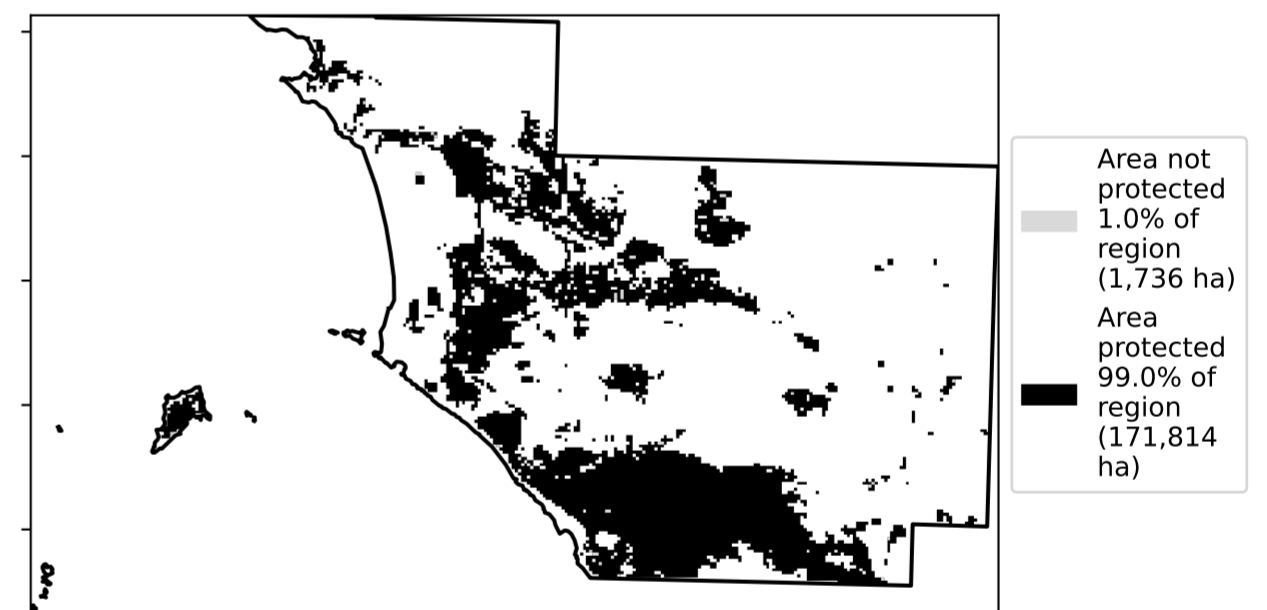 Area not
protected
1.0% of
region
(1,736 ha)
Area
protected
99.0% of
region
(171,814
ha)